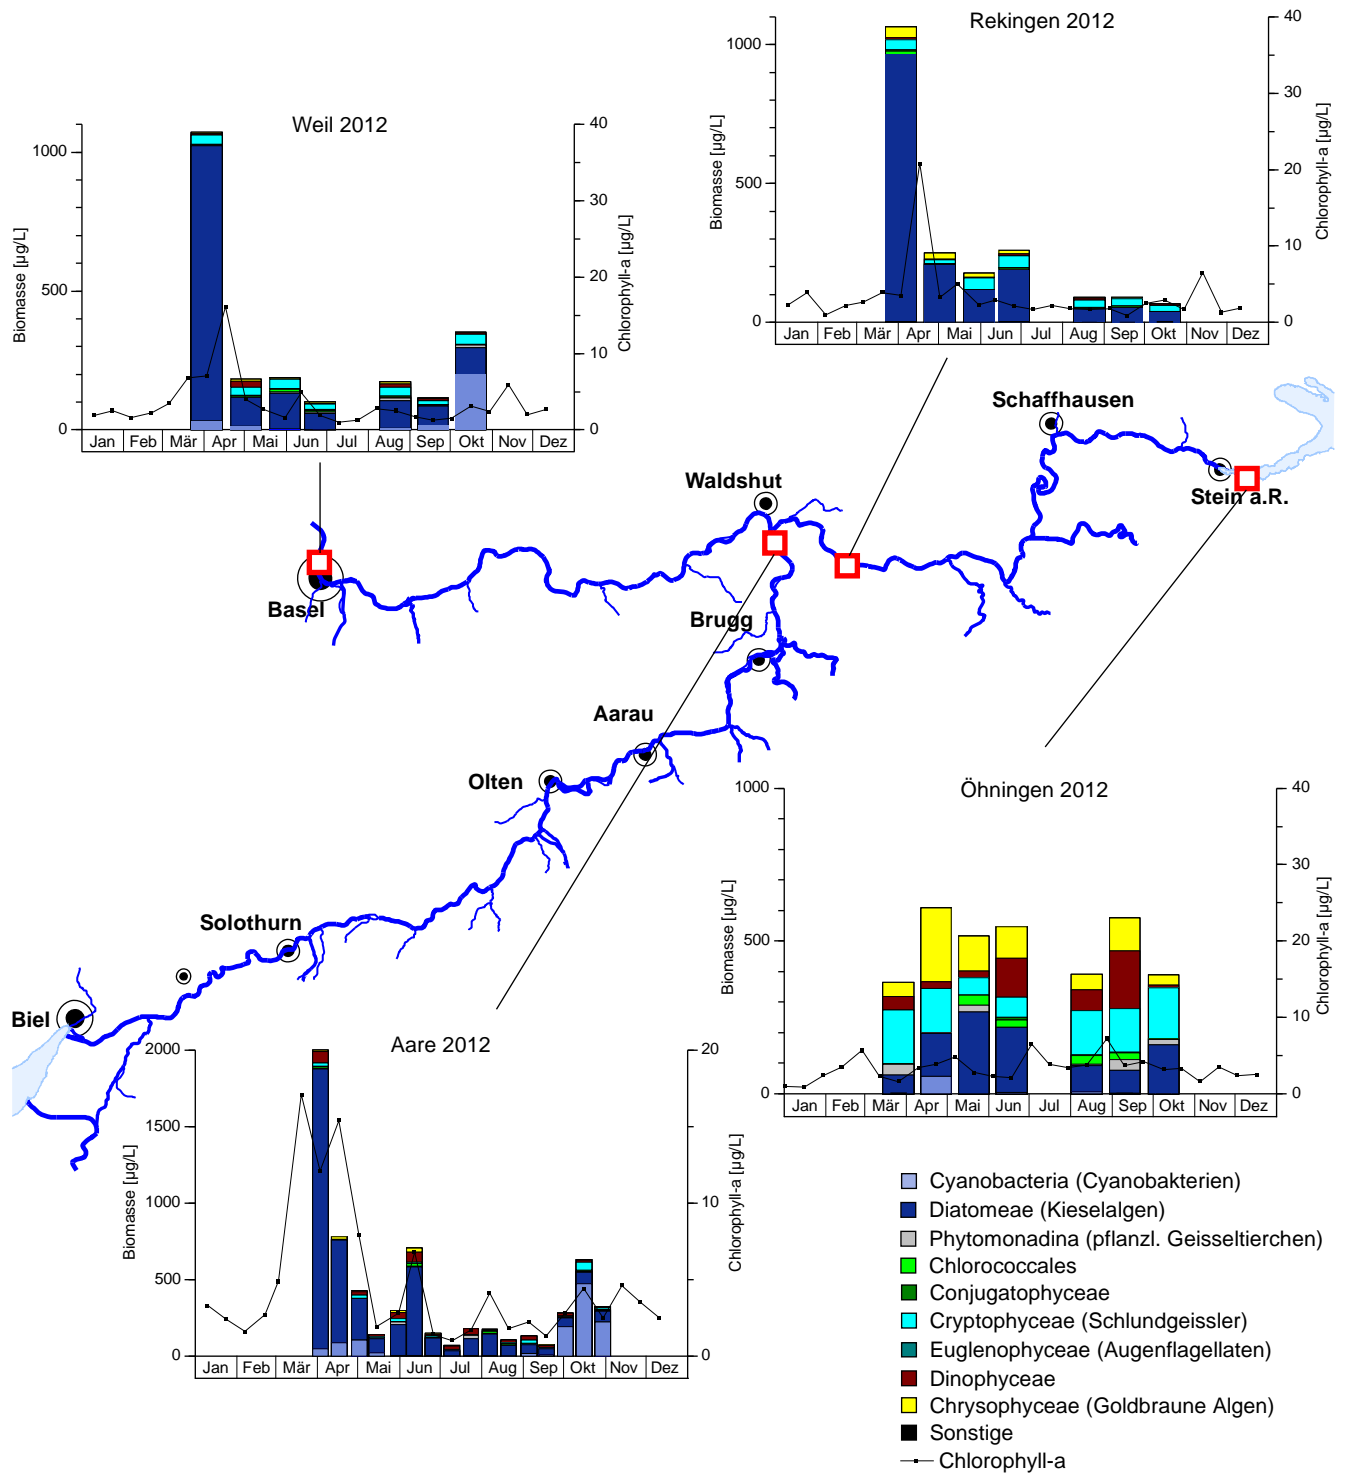 Rekingen 2012
1000
500
0
Biomasse [µg/L]
40
30
20
10
0
Chlorophyll-a [µg/L]
Jan Feb Mär Apr Mai Jun Jul Aug Sep Okt Nov Dez
Weil 2012
1000
500
0
Biomasse [µg/L]
40
30
20
10
0
Chlorophyll-a [µg/L]
Jan Feb Mär Apr Mai Jun Jul Aug Sep Okt Nov Dez
Schaffhausen
Stein a.R.
Waldshut
Basel
Brugg
Aarau
Olten
Solothurn
Biel
Öhningen 2012
1000
500
0
Biomasse [µg/L]
40
30
20
10
0
Chlorophyll-a [µg/L]
Jan Feb Mär Apr Mai Jun Jul Aug Sep Okt Nov Dez
Aare 2012
2000
1500
1000
500
0
Biomasse [µg/L]
20
10
0
Chlorophyll-a [µg/L]
Jan Feb Mär Apr Mai Jun Jul Aug Sep Okt Nov Dez
Cyanobacteria (Cyanobakterien)
Diatomeae (Kieselalgen)
Phytomonadina (pflanzl. Geisseltierchen)
Chlorococcales
Conjugatophyceae
Cryptophyceae (Schlundgeissler)
Euglenophyceae (Augenflagellaten)
Dinophyceae
Chrysophyceae (Goldbraune Algen)
Sonstige
Chlorophyll-a